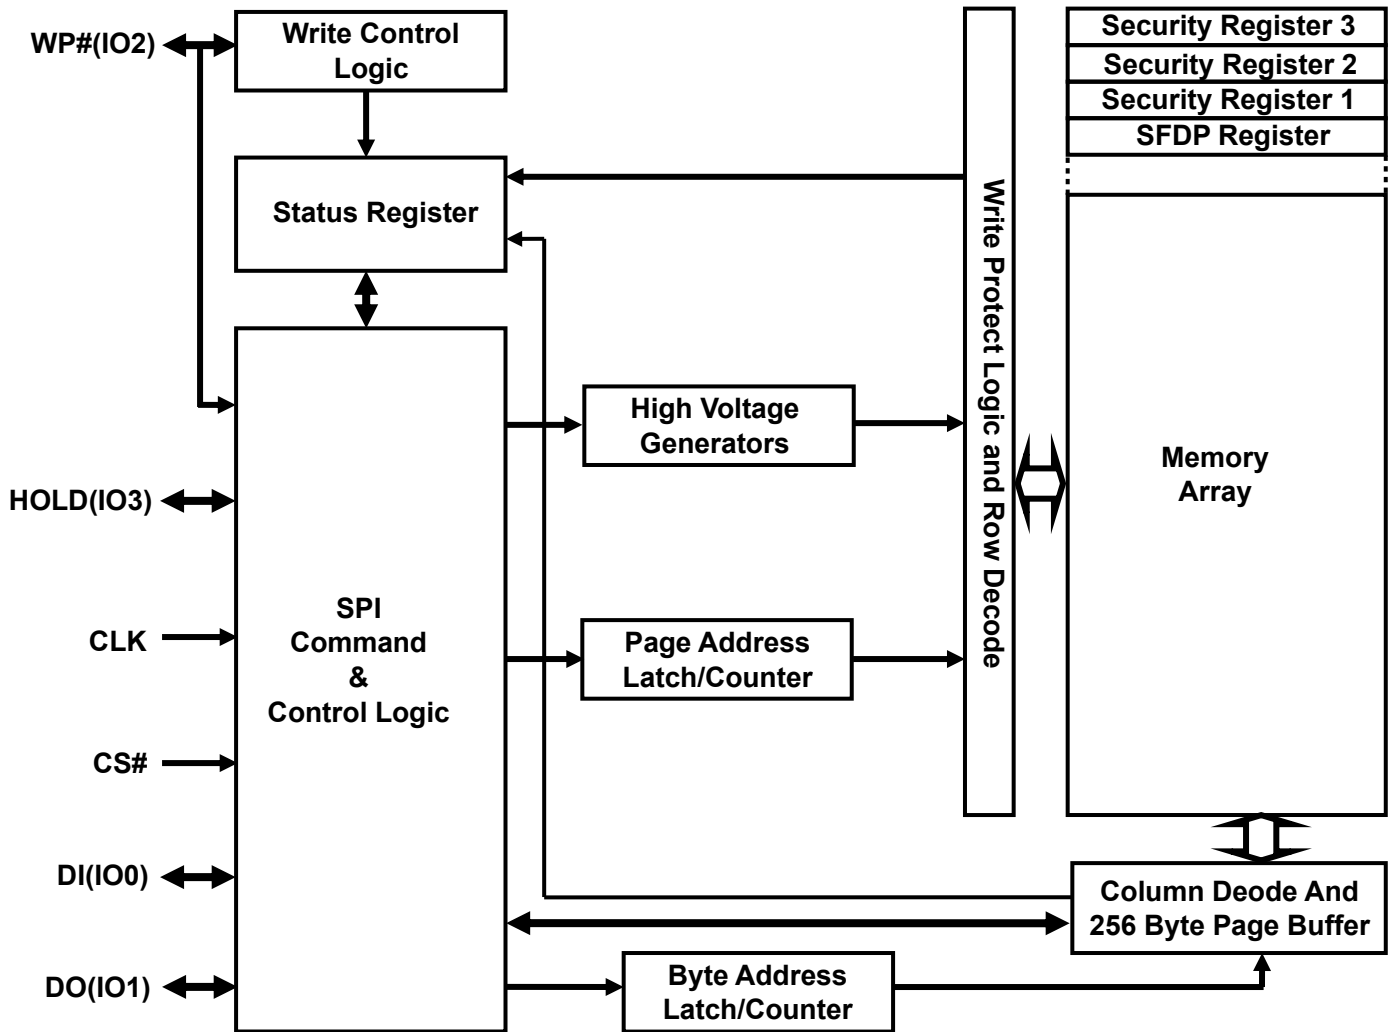 WP#(IO2)
Write Control
Logic
Security Register 3
Security Register 2
Security Register 1
SFDP Register
Status Register
Write Protect Logic and Row Decode
High Voltage
Generators
Memory
Array
HOLD(IO3)
SPI
Command
&
Control Logic
CLK
Page Address
Latch/Counter
CS#
DI(IO0)
Column Deode And
256 Byte Page Buffer
DO(IO1)
Byte Address
Latch/Counter